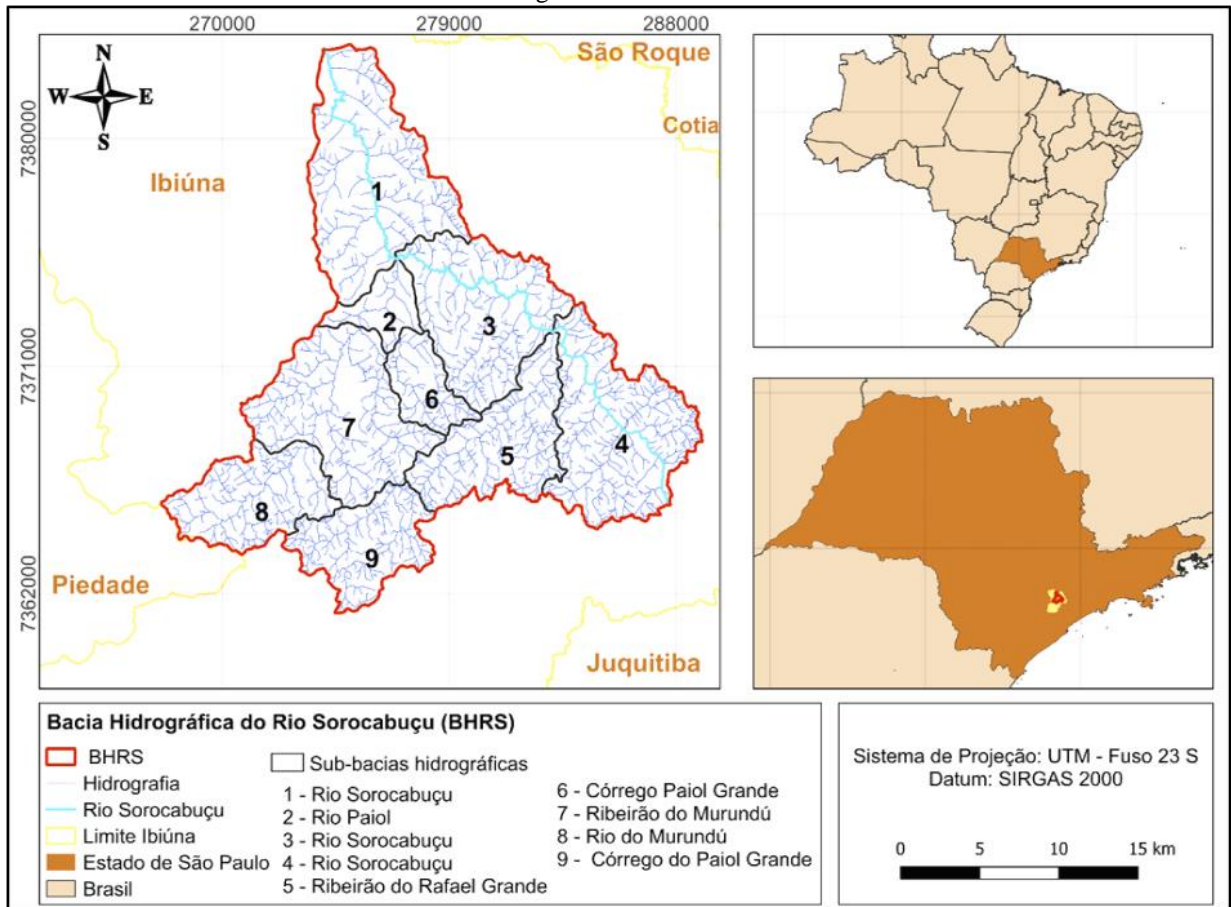 270000 279000 288000
São Roque
N
W E
S
Cotia
7380000
Ibiúna
1
2
3
7371000
6
7
4
5
8
9
Piedade
7362000
Juquitiba
Bacia Hidrográfica do Rio Sorocabuçu (BHRS)
BHRS
Hidrografia
Rio Sorocabuçu
Limite Ibiúna
Estado de São Paulo
Brasil
Sub-bacias hidrográficas
1 - Rio Sorocabuçu
2 - Rio Paiol
3 - Rio Sorocabuçu
4 - Rio Sorocabuçu
5 - Ribeirão do Rafael Grande
6 - Córrego Paiol Grande
7 - Ribeirão do Murundú
8 - Rio do Murundú
9 - Córrego do Paiol Grande
Sistema de Projeção: UTM - Fuso 23 S
Datum: SIRGAS 2000
0 5 10 15 km